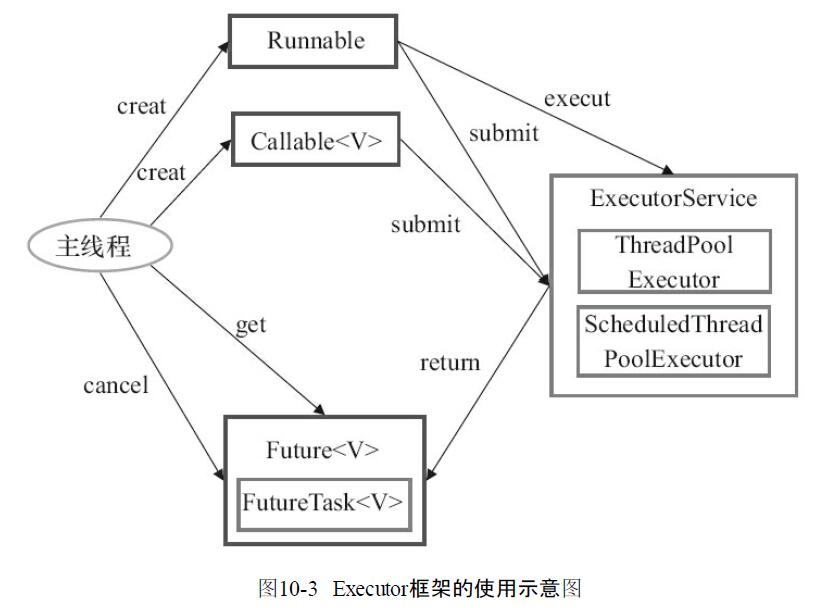 Runnable
creat
execut
submit
Callable<V>
creat
ExecutorService
主线程
submit
ThreadPool
Executor
ScheduledThread
PoolExecutor
get
return
cancel
Future<V>
FutureTask<V>
图10-3 Executor框架的使用示意图